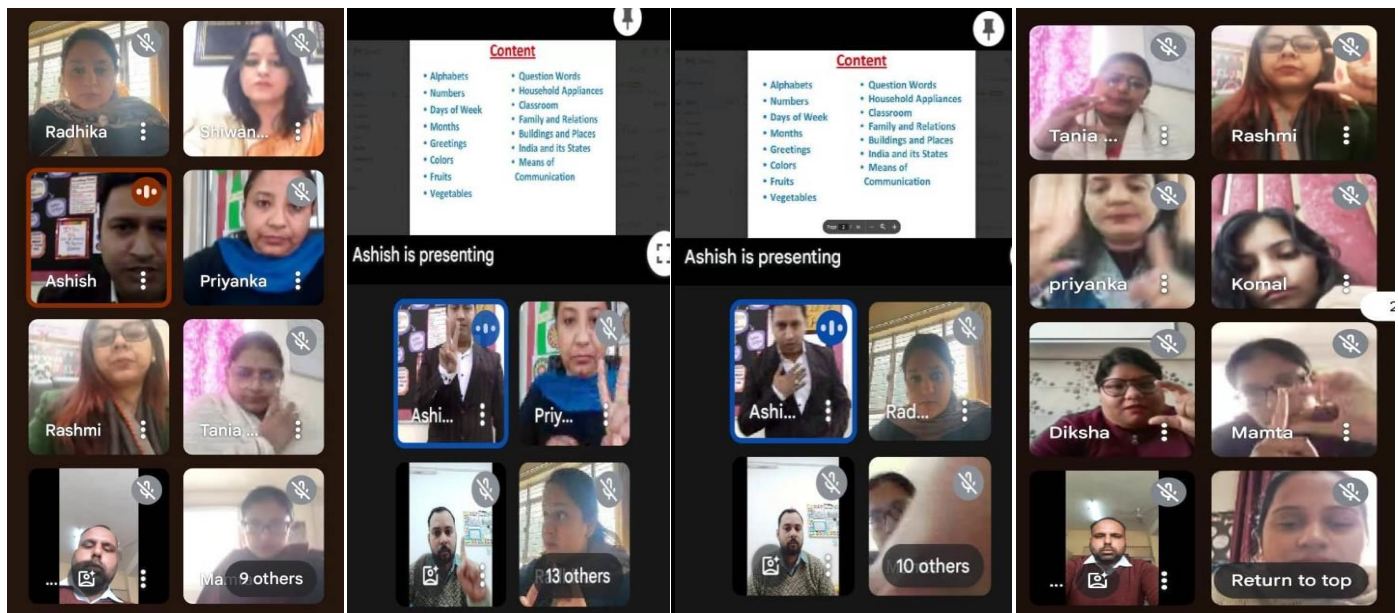 Radhika
Shiwan...
Ashish
Priyanka
Rashmi
Tania ...
...
9 others
Content
• Alphabets
• Numbers
• Days of Week
• Months
• Greetings
• Colors
• Fruits
• Vegetables
• Question Words
• Household Appliances
• Classroom
• Family and Relations
• Buildings and Places
• India and its States
• Means of
Communication
Ashish is presenting
Ashi...
Priy...
13 others
Content
• Alphabets
• Numbers
• Days of Week
• Months
• Greetings
• Colors
• Fruits
• Vegetables
• Question Words
• Household Appliances
• Classroom
• Family and Relations
• Buildings and Places
• India and its States
• Means of
Communication
Page
Ashish is presenting
Ashi...
Rad...
10 others
Tania ...
Rashmi
priyanka
Komal
2
Diksha
Mamta
...
Return to top